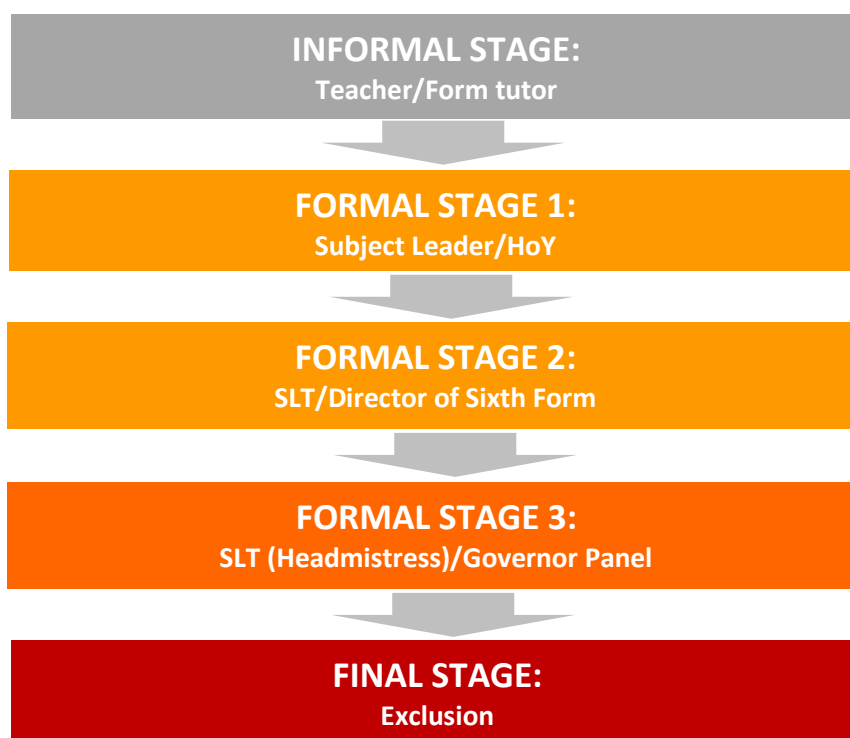 INFORMAL STAGE:
Teacher/Form tutor
FORMAL STAGE 1:
Subject Leader/HoY
FORMAL STAGE 2:
SLT/Director of Sixth Form
FORMAL STAGE 3:
SLT (Headmistress)/Governor Panel
FINAL STAGE:
Exclusion